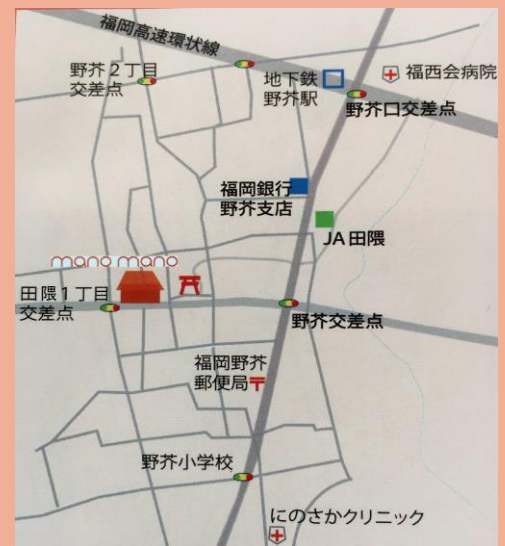 福岡高速環状線
野芥２丁目
交差点
地下鉄
野芥駅
福西会病院
野芥口交差点
福岡銀行
野芥支店
JA 田隈
mano mano
田隈１丁目
交差点
野芥交差点
福岡野芥
郵便局〒
野芥小学校
にのさかクリニック